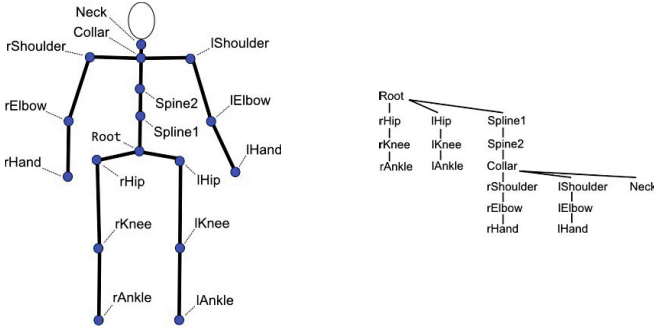 Neck
Collar
rShoulder
lShoulder
rElbow
Spine2
lElbow
Root
Spline1
rHand
lHand
rHip
lHip
rKnee
lKnee
rAnkle
lAnkle
Root
rHip lHip Spline1
rKnee lKnee Spine2
rAnkle lAnkle Collar
rShoulder lShoulder Neck
rElbow lElbow
rHand lHand